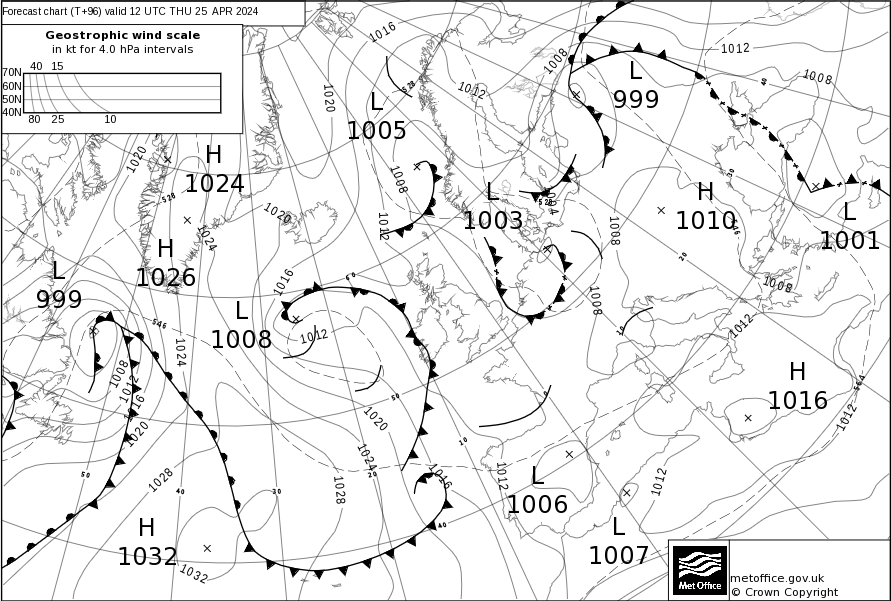 Forecast chart (T+96) valid 12 UTC THU 25 APR 2024
Geostrophic wind scale
in kt for 4.0 hPa intervals
40 15
70N
60N
50N
40N
80 25 10
1016
1008
1012
L
999
1008
40
528
1012
1020
L
1005
1020
H
1024
528
1008
L
1003
528
1004
30
H
1010
546
L
1001
1020
1024
1012
1008
20
H
1026
L
999
1016
60
1008
1008
L
1008
1012
546
10
1012
1024
1008
1012
1016
1020
50
0
H
1016
564
1012
1020
10
1024
20
1016
1012
1012
50
1028
40
30
1028
L
1006
40
H
1032
1032
L
1007
Met Office
metoffice.gov.uk
© Crown Copyright